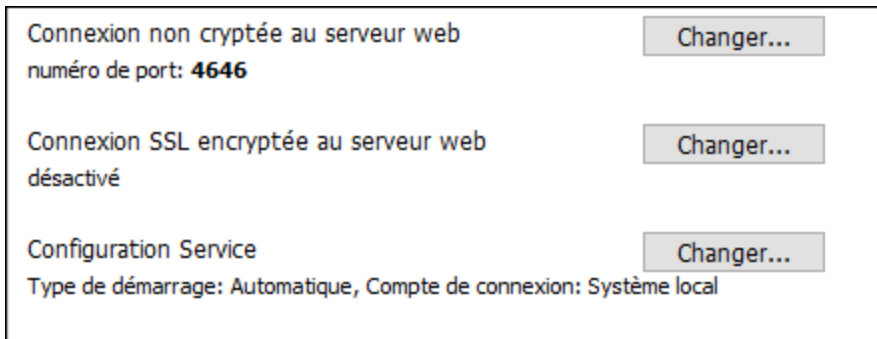 Connexion non cryptée au serveur web
Changer...
numéro de port: 4646
Connexion SSL encryptée au serveur web
Changer...
désactivé
Configuration Service
Changer...
Type de démarrage: Automatique, Compte de connexion: Système local